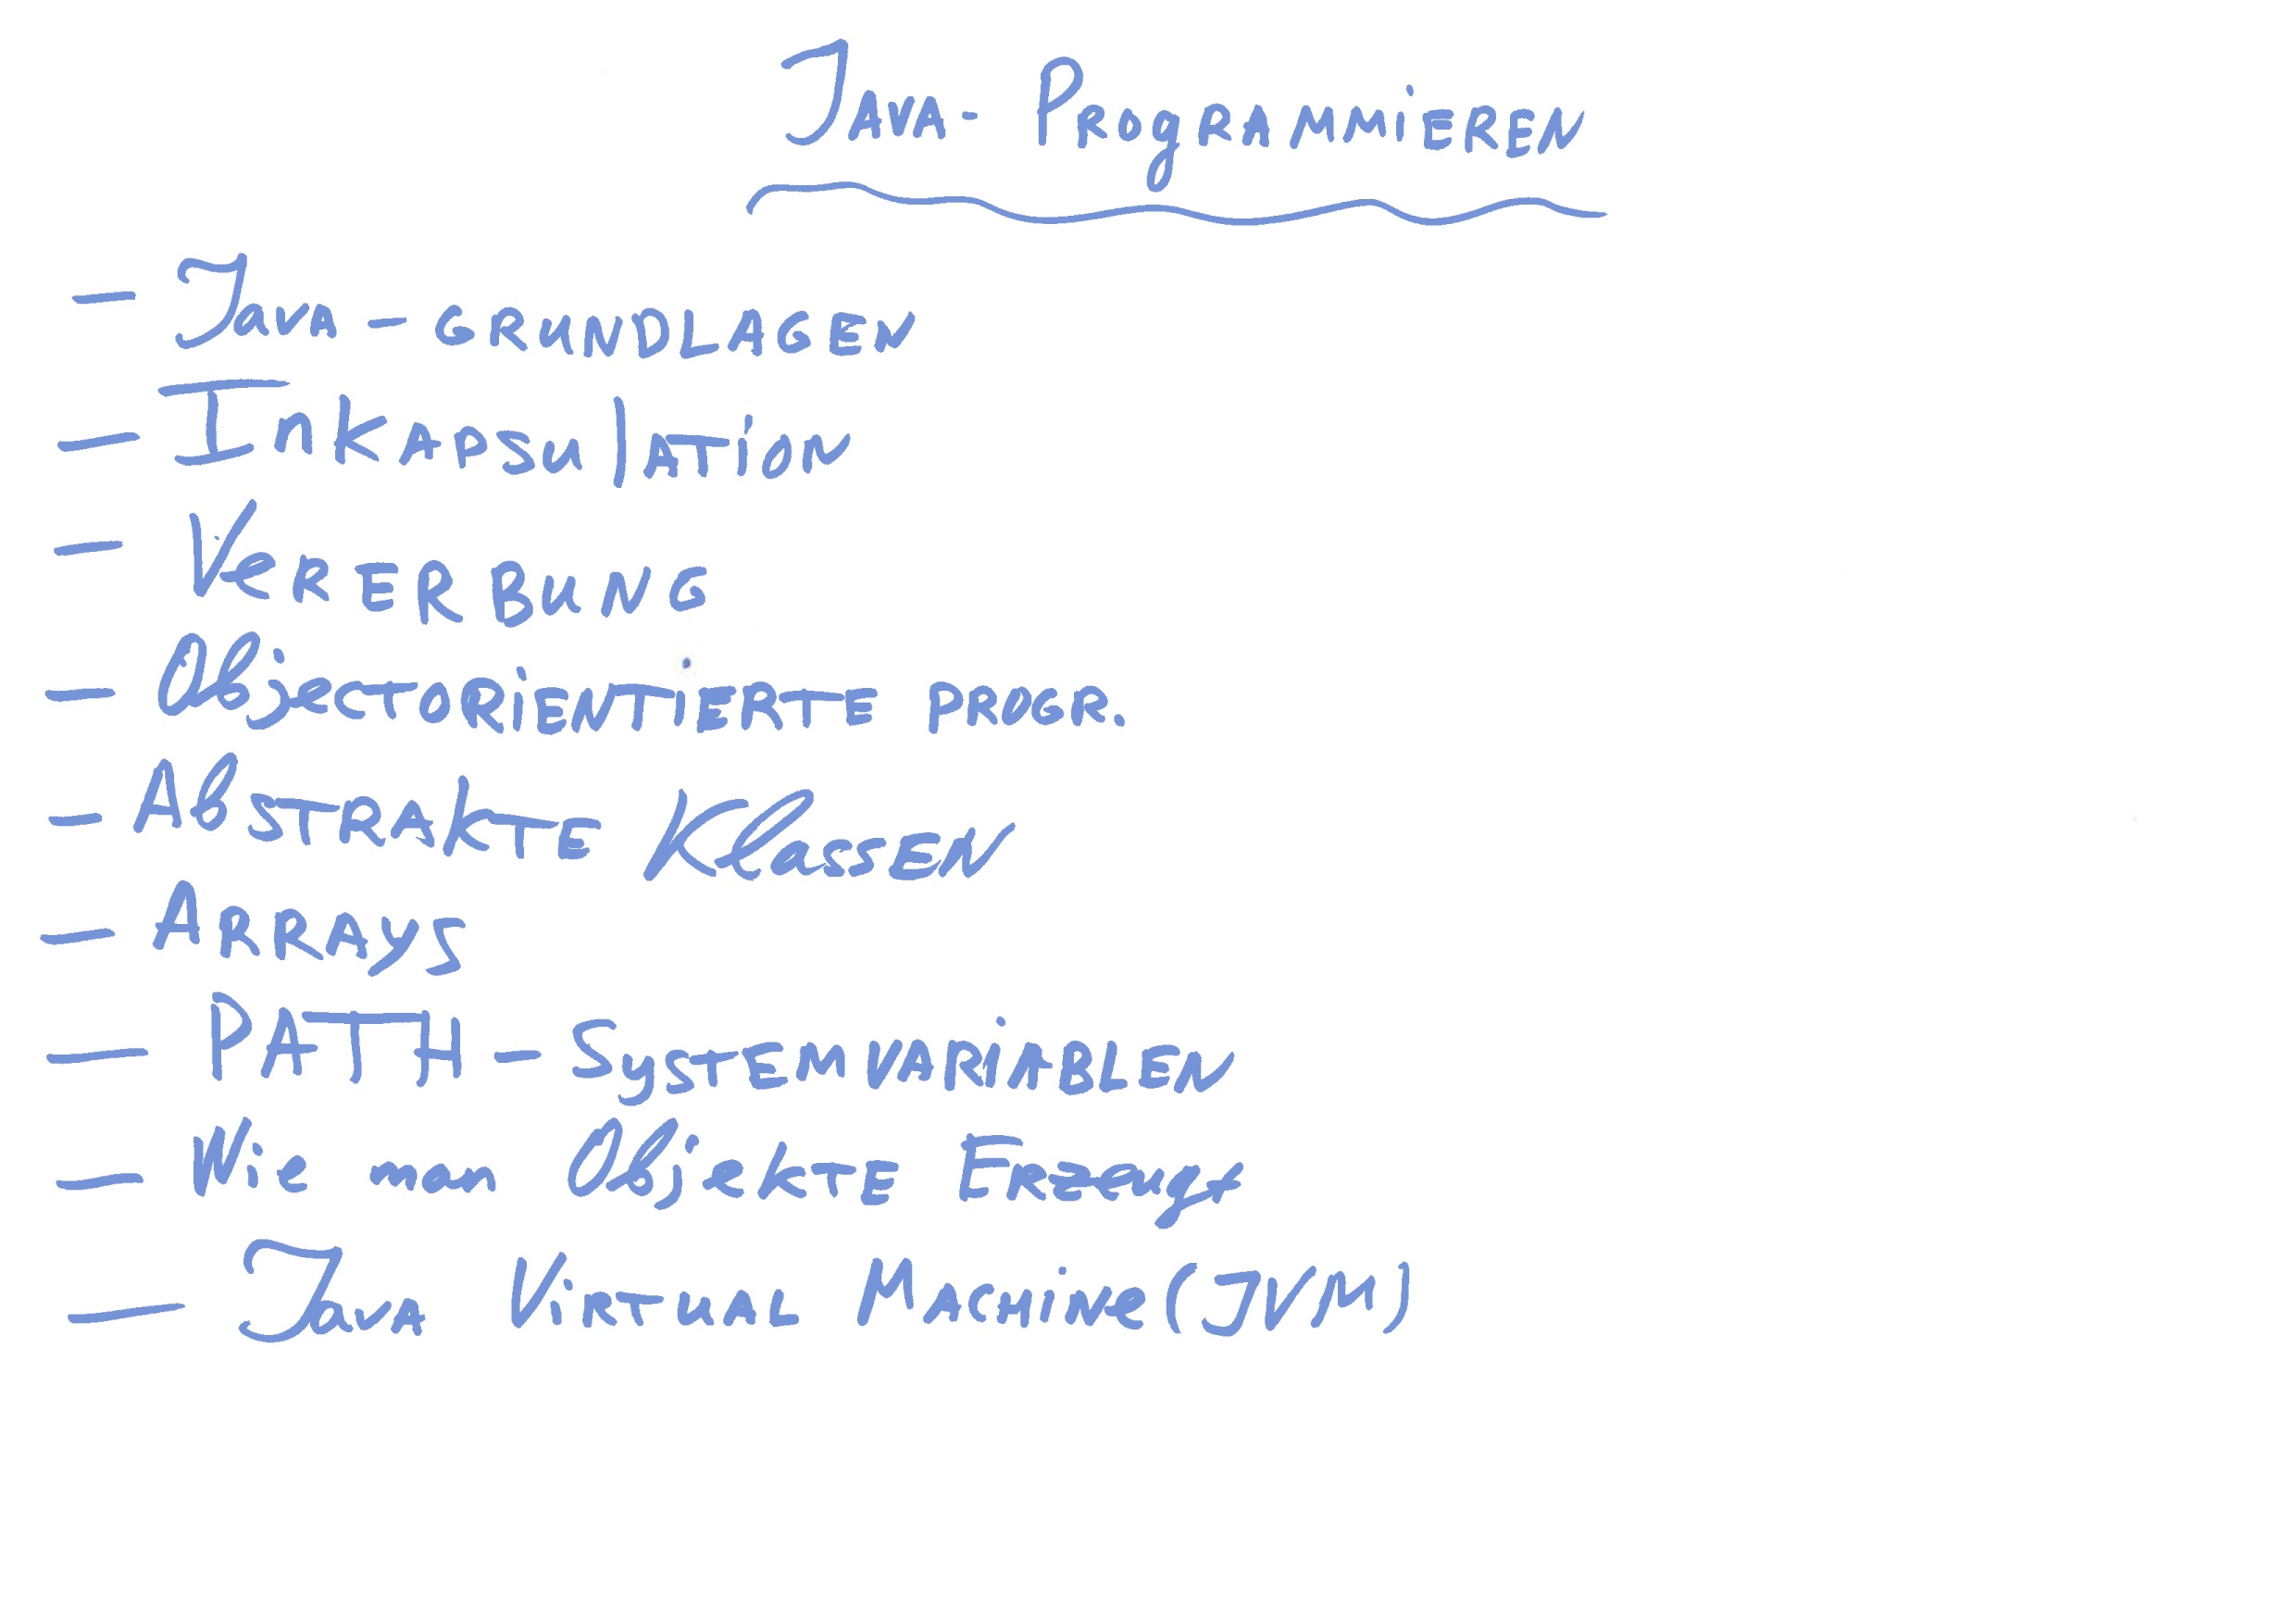 Java-Programmieren
- Java-grundlagen
- Inkapsulation
- Vererbung
- Objectorientierte progr.
- Abstrakte Klassen
- Arrays
- PATH-Systemvariablen
- Wie man Objekte Erzeugt
- Java Virtual Machine (JVM)